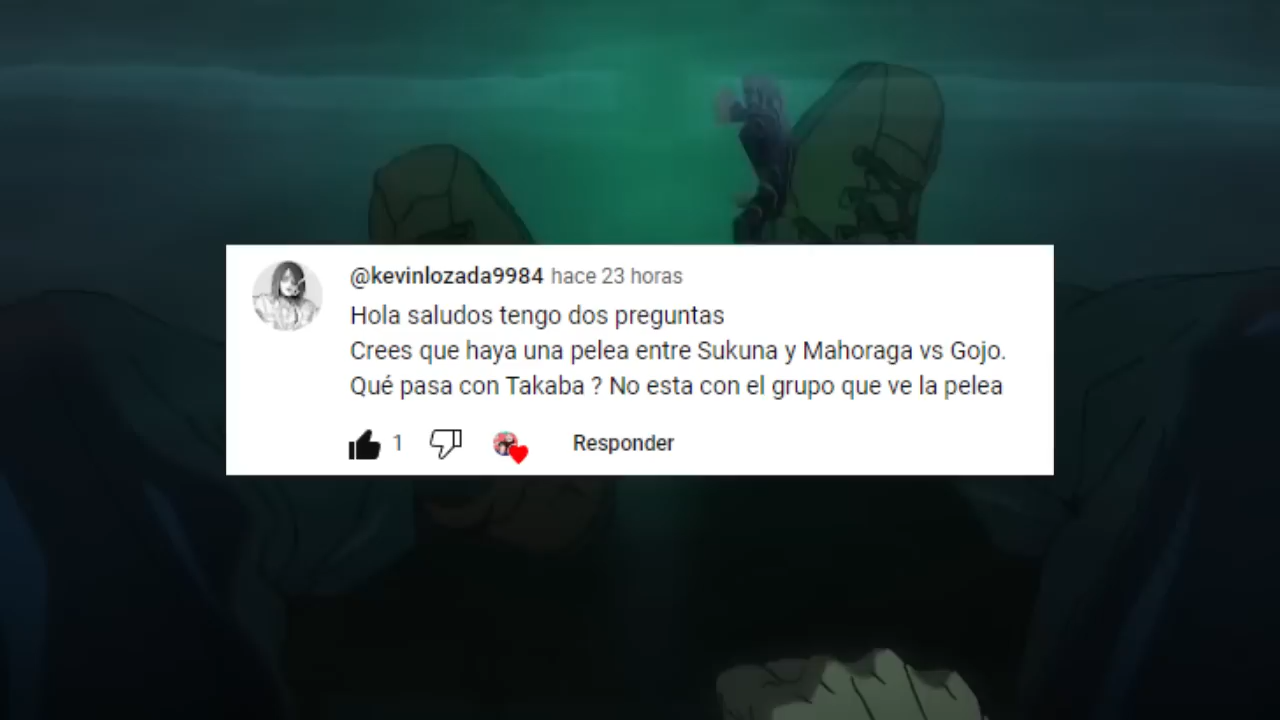 @kevinlozada9984 hace 23 horas
Hola saludos tengo dos preguntas
Crees que haya una pelea entre Sukuna y Mahoraga vs Gojo.
Qué pasa con Takaba ? No esta con el grupo que ve la pelea
1 Responder